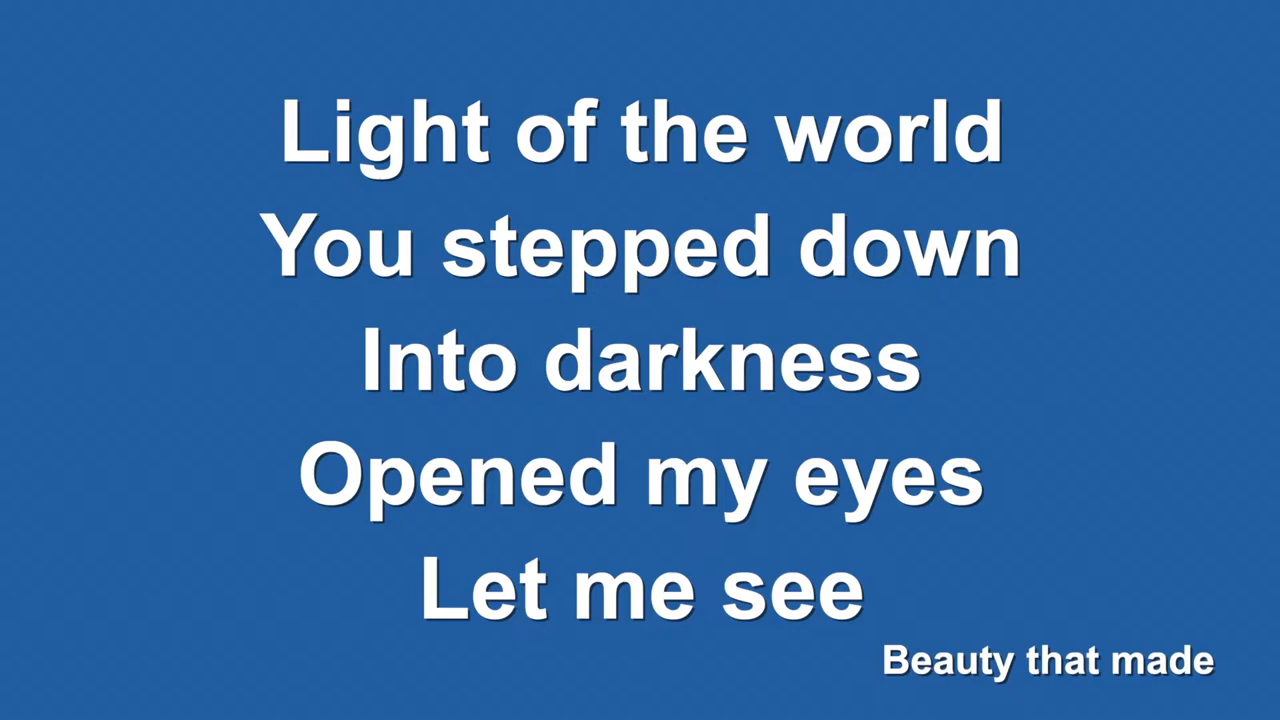 Light of the world
You stepped down
Into darkness
Opened my eyes
Let me see
Beauty that made